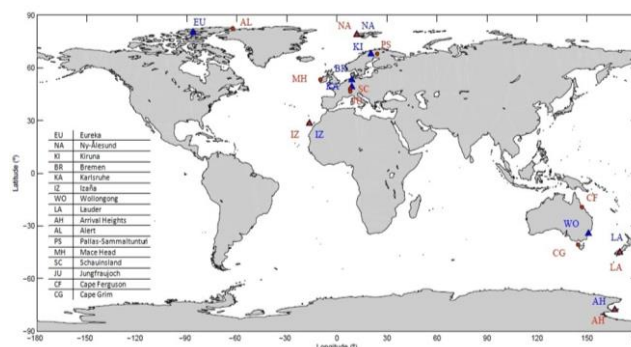 90
EU
AL
NA
NA
KI
PS
60
BR
MH
KA
SC
JU
30
IZ
IZ
EU Eureka
NA Ny-Ålesund
KI Kiruna
BR Bremen
KA Karlsruhe
IZ Izaña
WO Wollongong
LA Lauder
AH Arrival Heights
AL Alert
PS Pallas-Sammaltunturi
MH Mace Head
SC Schauinsland
JU Jungfraujoch
CF Cape Ferguson
CG Cape Grim
Latitude (º)
0
CF
-30
WO
LA
CG
LA
-60
AH
AH
-90
-180 -150 -120 -90 -60 -30 0 30 60 90 120 150
Longitude (º)